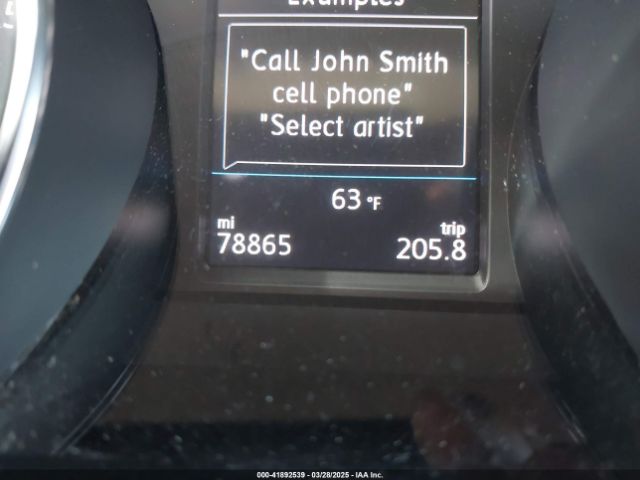 Examples
"Call John Smith
cell phone"
"Select artist"
63 °F
mi trip
78865 205.8
000-41892539 - 03/28/2025 - IAA Inc.